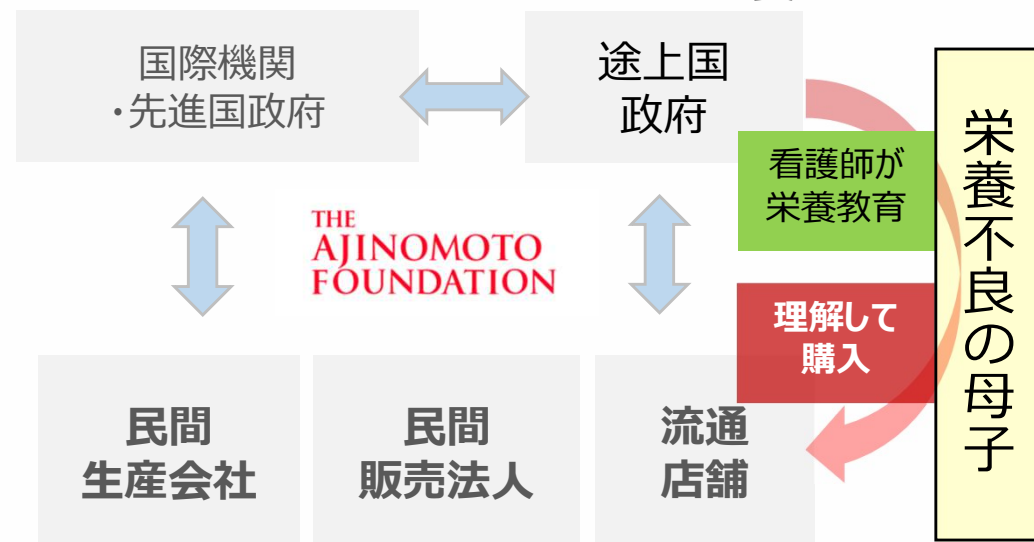 国際機関
・先進国政府
途上国
政府
看護師が
栄養教育
栄養不良の母子
THE
AJINOMOTO
FOUNDATION
理解して
購入
民間
生産会社
民間
販売法人
流通
店舗